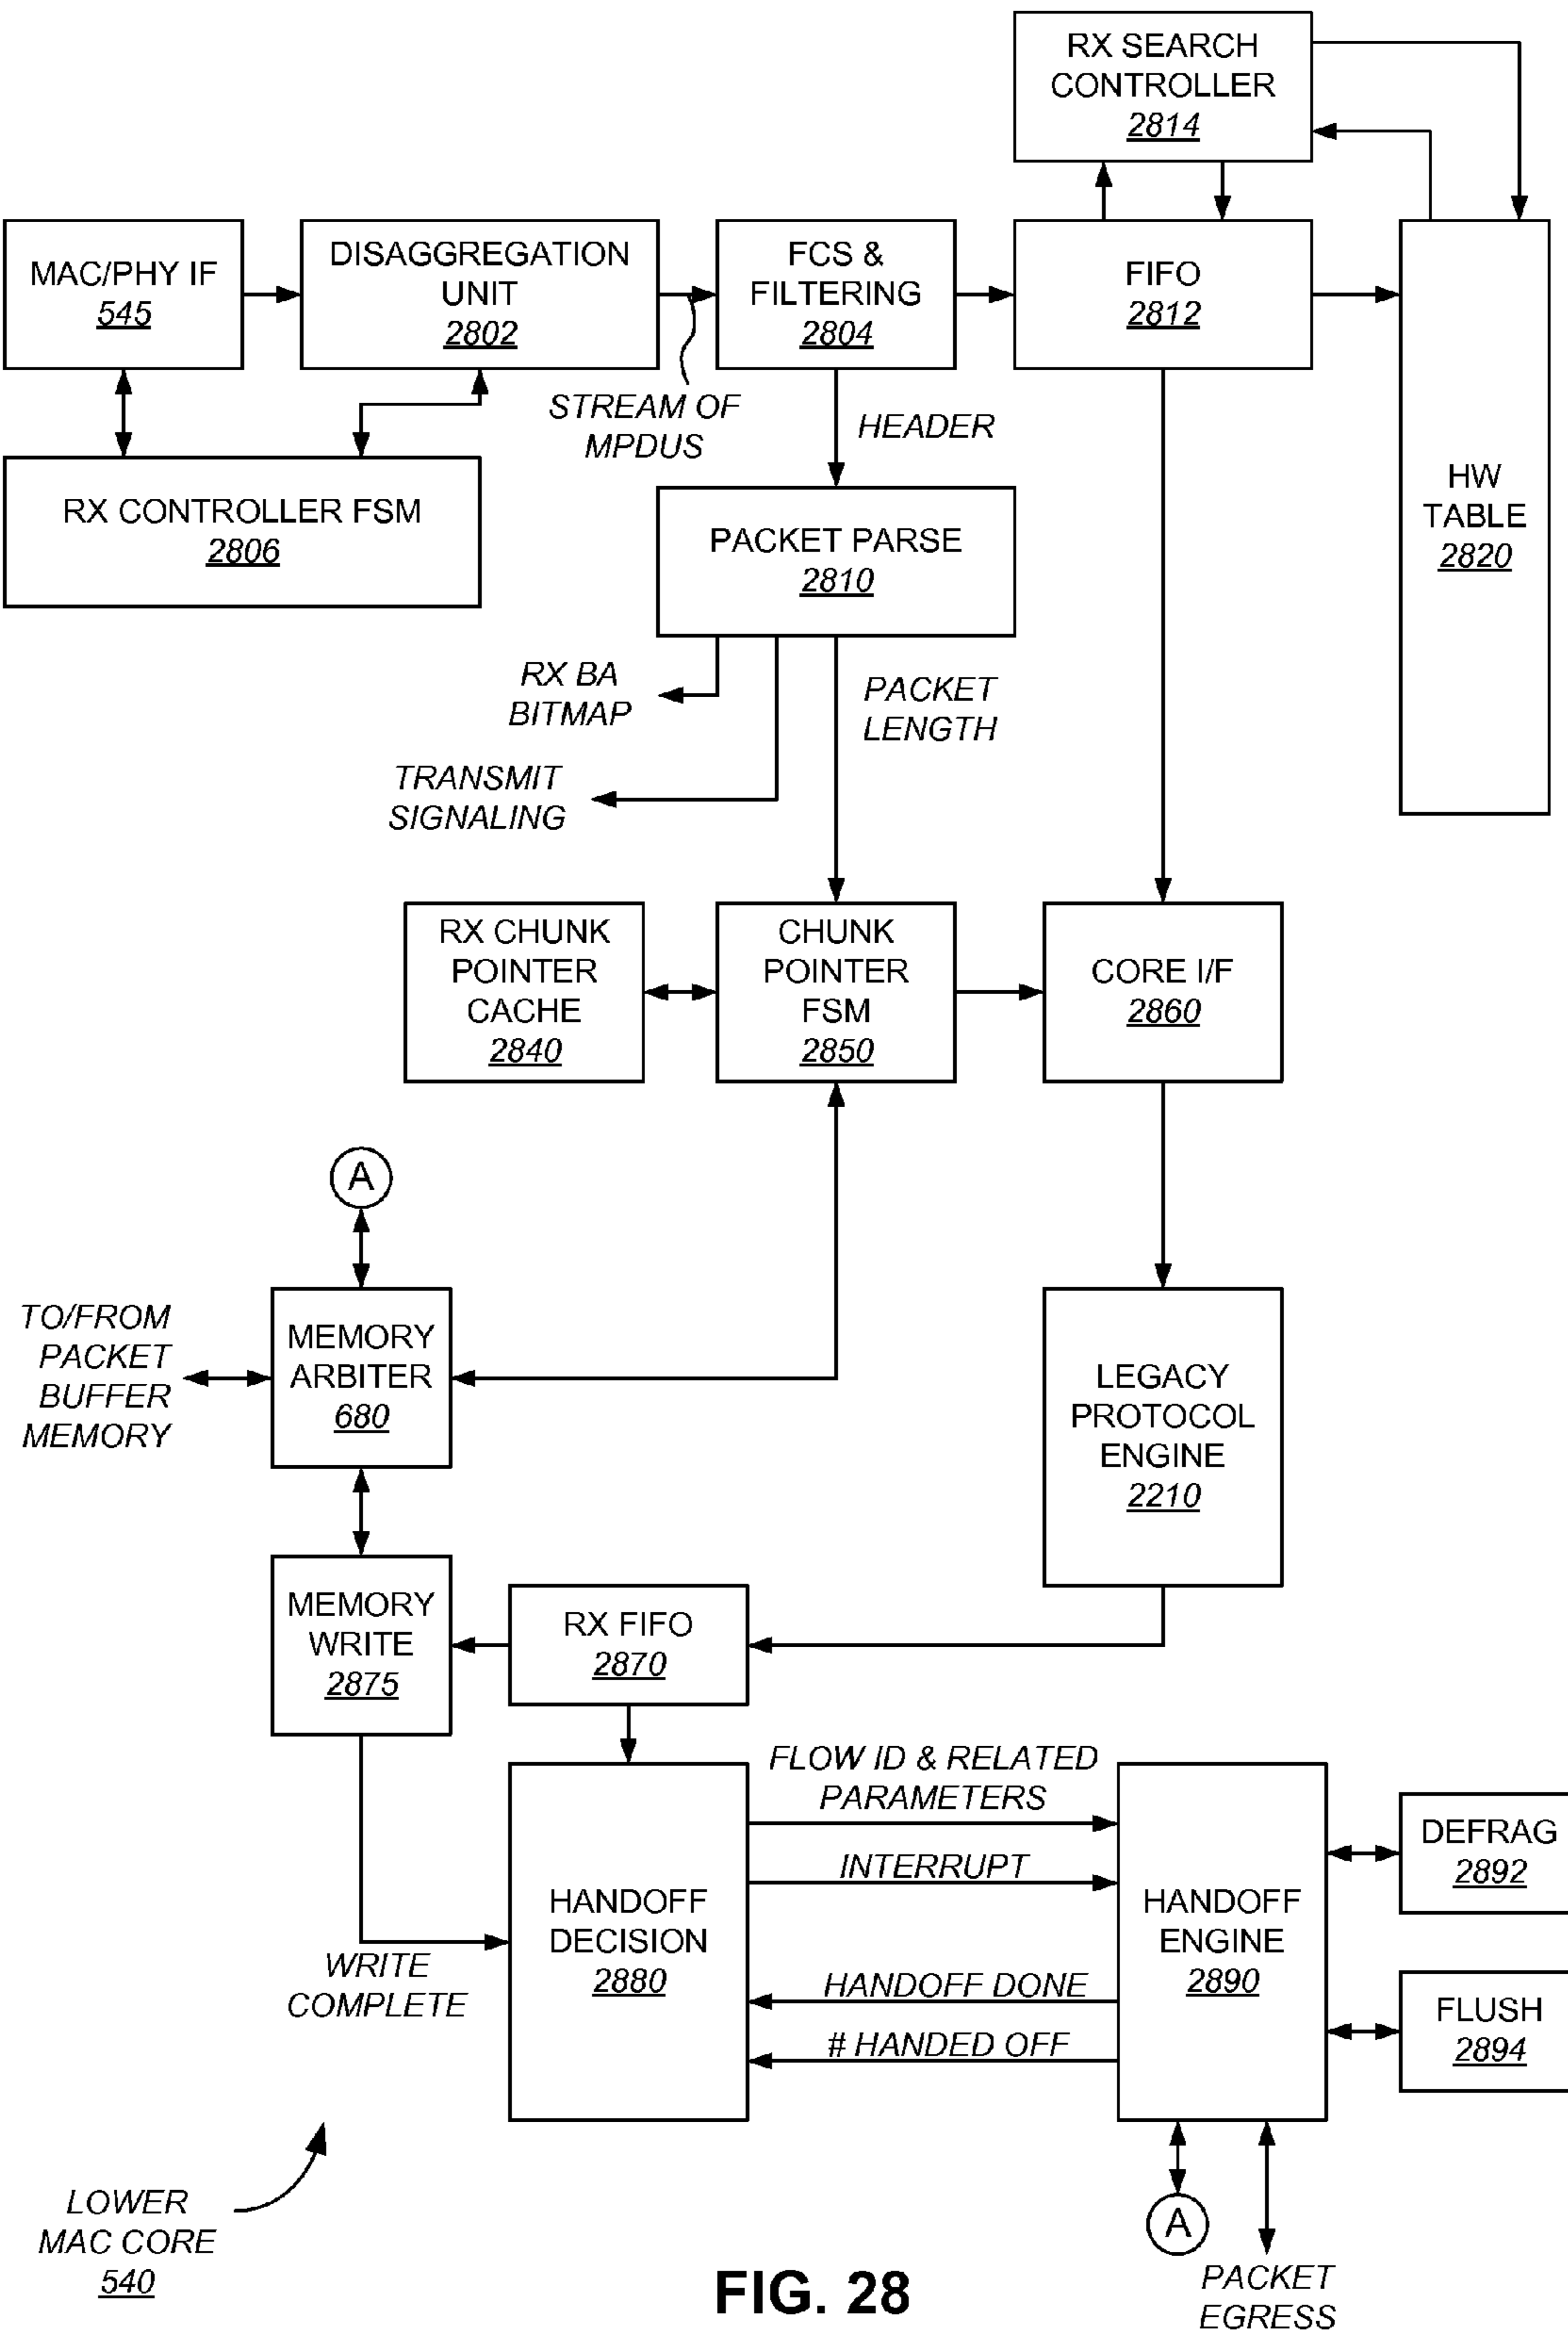 RX SEARCH
CONTROLLER
2814
MAC/PHY IF
545
DISAGGREGATION
UNIT
2802
FCS &
FILTERING
2804
FIFO
2812
STREAM OF
MPDUS
HEADER
HW
TABLE
2820
RX CONTROLLER FSM
2806
PACKET PARSE
2810
RX BA
BITMAP
PACKET
LENGTH
TRANSMIT
SIGNALING
RX CHUNK
POINTER
CACHE
2840
CHUNK
POINTER
FSM
2850
CORE I/F
2860
A
TO/FROM
PACKET
BUFFER
MEMORY
MEMORY
ARBITER
680
LEGACY
PROTOCOL
ENGINE
2210
MEMORY
WRITE
2875
RX FIFO
2870
FLOW ID & RELATED
PARAMETERS
INTERRUPT
HANDOFF
DECISION
2880
HANDOFF
ENGINE
2890
DEFRAG
2892
WRITE
COMPLETE
HANDOFF DONE
# HANDED OFF
FLUSH
2894
LOWER
MAC CORE
540
A
PACKET
EGRESS
FIG. 28